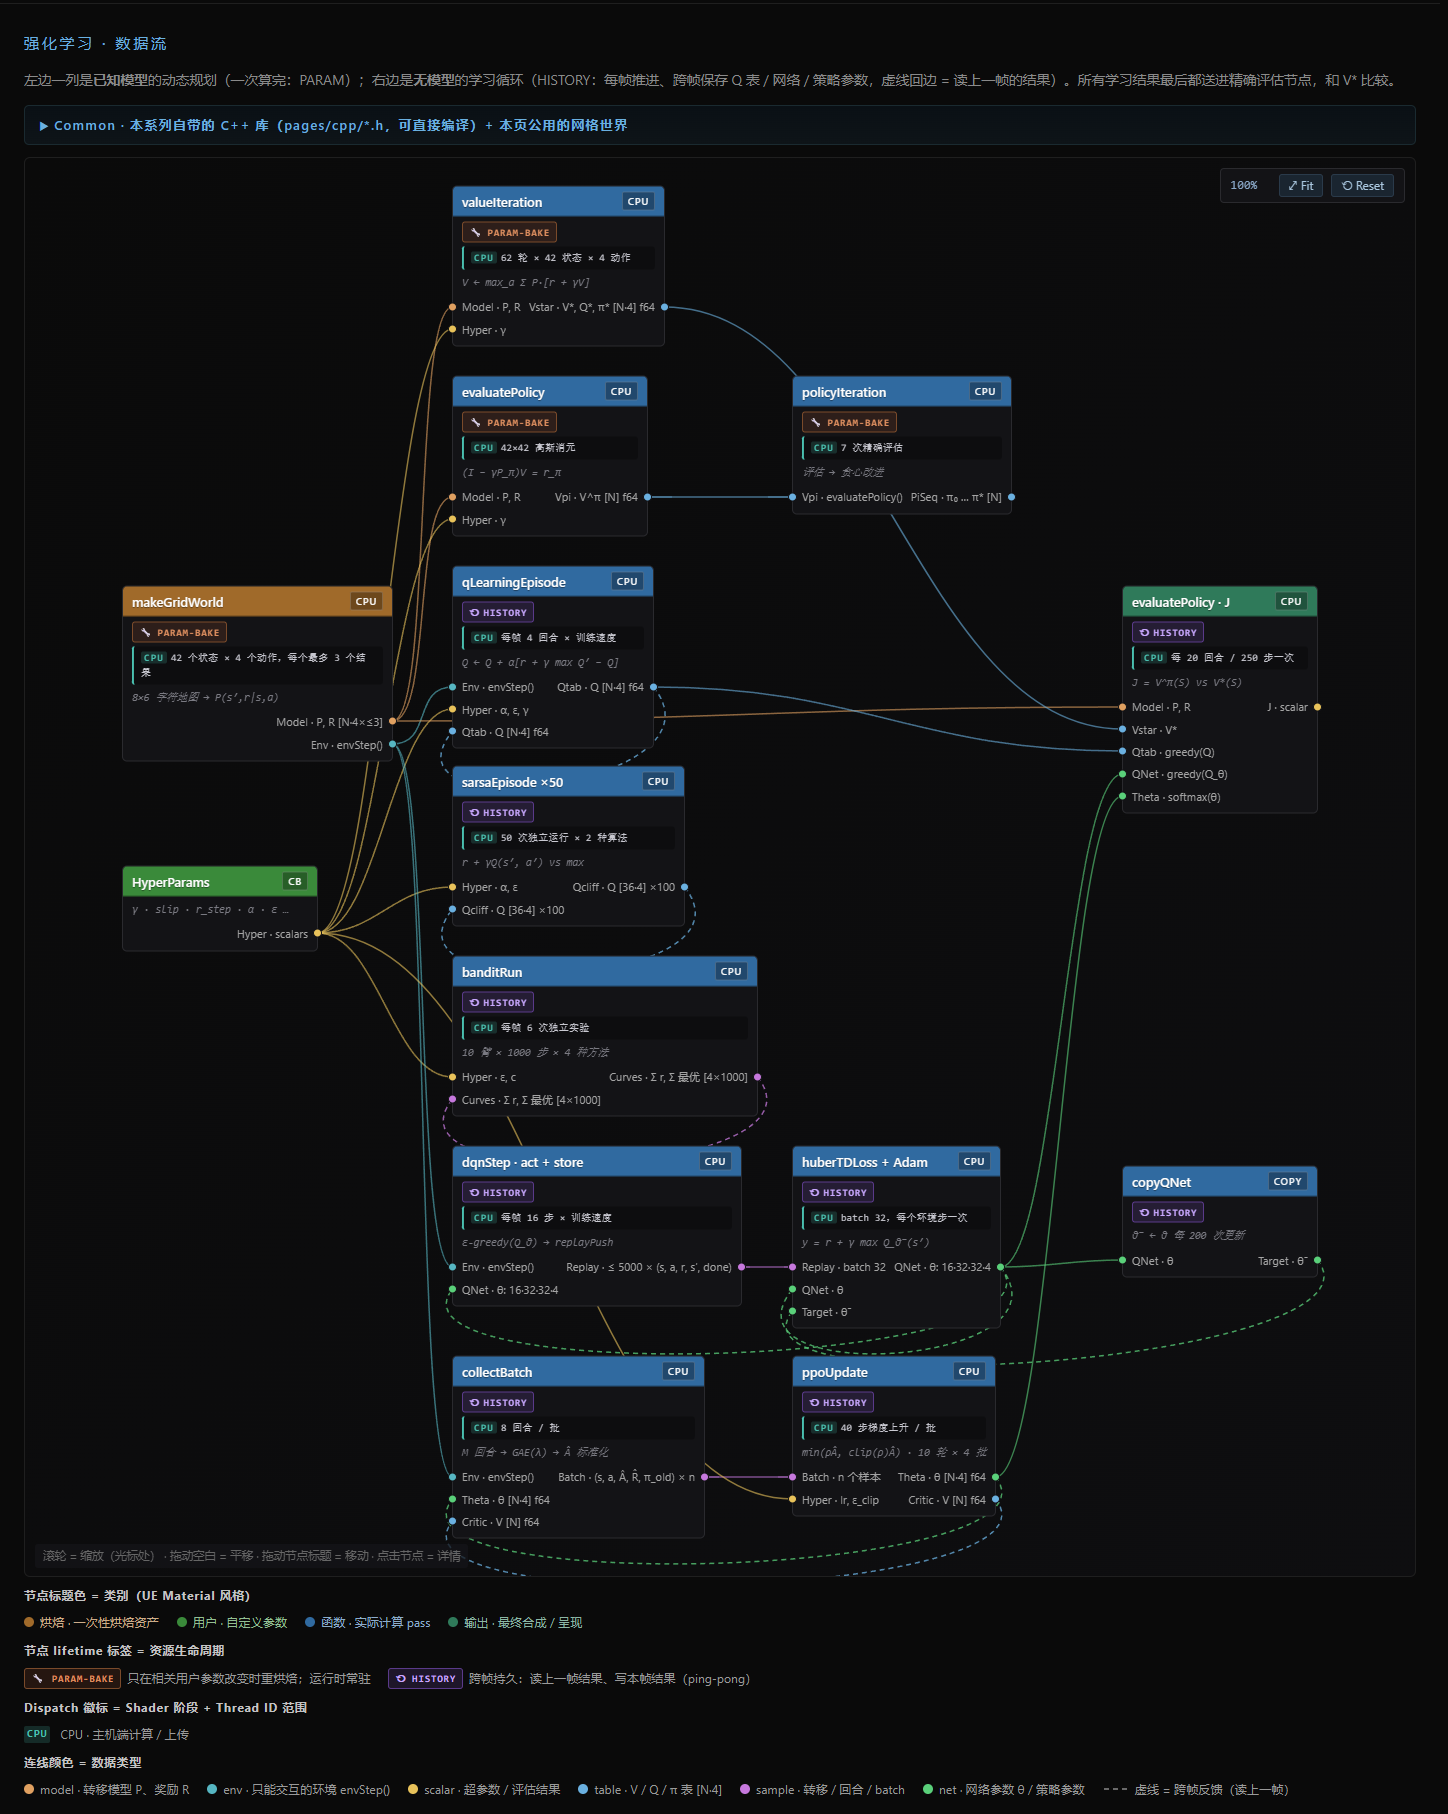 强化学习 · 数据流
左边一列是已知模型的动态规划（一次算完：PARAM）；右边是无模型的学习循环（HISTORY：每帧推进、跨帧保存 Q 表 / 网络 / 策略参数，虚线回边 = 读上一帧的结果）。所有学习结果最后都送进精确评估节点，和 V* 比较。
▶ Common · 本系列自带的 C++ 库（pages/cpp/*.h，可直接编译）+ 本页公用的网格世界
100%
⤢ Fit
Reset
valueIteration
CPU
PARAM-BAKE
CPU 62 轮 × 42 状态 × 4 动作
V ← max_a Σ P·[r + γV]
Model · P, R
Vstar · V*, Q*, π* [N·4] f64
Hyper · γ
evaluatePolicy
CPU
PARAM-BAKE
CPU 42×42 高斯消元
(I − γP_π)V = r_π
Model · P, R
Vpi · V^π [N] f64
Hyper · γ
policyIteration
CPU
PARAM-BAKE
CPU 7 次精确评估
评估 → 贪心改进
Vpi · evaluatePolicy()
PiSeq · π₀ … π* [N]
qLearningEpisode
CPU
HISTORY
CPU 每帧 4 回合 × 训练速度
Q ← Q + α[r + γ max Q′ − Q]
Env · envStep()
Qtab · Q [N·4] f64
Hyper · α, ε, γ
Qtab · Q [N·4] f64
makeGridWorld
CPU
PARAM-BAKE
CPU 42 个状态 × 4 个动作，每个最多 3 个结
果
8×6 字符地图 → P(s′,r|s,a)
Model · P, R [N·4×≤3]
Env · envStep()
evaluatePolicy · J
CPU
HISTORY
CPU 每 20 回合 / 250 步一次
J = V^π(S) vs V*(S)
Model · P, R
J · scalar
Vstar · V*
Qtab · greedy(Q)
QNet · greedy(Q_θ)
Theta · softmax(θ)
sarsaEpisode ×50
CPU
HISTORY
CPU 50 次独立运行 × 2 种算法
r + γQ(s′, a′) vs max
Hyper · α, ε
Qcliff · Q [36·4] ×100
Qcliff · Q [36·4] ×100
HyperParams
CB
γ · slip · r_step · α · ε …
Hyper · scalars
banditRun
CPU
HISTORY
CPU 每帧 6 次独立实验
10 臂 × 1000 步 × 4 种方法
Hyper · ε, c
Curves · Σ r, Σ 最优 [4×1000]
Curves · Σ r, Σ 最优 [4×1000]
dqnStep · act + store
CPU
HISTORY
CPU 每帧 16 步 × 训练速度
ε-greedy(Q_θ) → replayPush
Env · envStep()
Replay · ≤ 5000 × (s, a, r, s′, done)
QNet · θ: 16·32·32·4
huberTDLoss + Adam
CPU
HISTORY
CPU batch 32，每个环境步一次
y = r + γ max Q_θ⁻(s′)
Replay · batch 32
QNet · θ: 16·32·32·4
QNet · θ
Target · θ⁻
copyQNet
COPY
HISTORY
θ⁻ ← θ 每 200 次更新
QNet · θ
Target · θ⁻
collectBatch
CPU
HISTORY
CPU 8 回合 / 批
M 回合 → GAE(λ) → Â 标准化
Env · envStep()
Batch · (s, a, Â, R̂, π_old) × n
Theta · θ [N·4] f64
Critic · V [N] f64
ppoUpdate
CPU
HISTORY
CPU 40 步梯度上升 / 批
min(ρÂ, clip(ρ)Â) · 10 轮 × 4 批
Batch · n 个样本
Theta · θ [N·4] f64
Hyper · lr, ε_clip
Critic · V [N] f64
滚轮 = 缩放（光标处） · 拖动空白 = 平移 · 拖动节点标题 = 移动 · 点击节点 = 详情
节点标题色 = 类别（UE Material 风格）
烘焙 · 一次性烘焙资产
用户 · 自定义参数
函数 · 实际计算 pass
输出 · 最终合成 / 呈现
节点 lifetime 标签 = 资源生命周期
PARAM-BAKE 只在相关用户参数改变时重烘焙；运行时常驻
HISTORY 跨帧持久：读上一帧结果、写本帧结果（ping-pong）
Dispatch 徽标 = Shader 阶段 + Thread ID 范围
CPU CPU · 主机端计算 / 上传
连线颜色 = 数据类型
model · 转移模型 P、奖励 R
env · 只能交互的环境 envStep()
scalar · 超参数 / 评估结果
table · V / Q / π 表 [N·4]
sample · 转移 / 回合 / batch
net · 网络参数 θ / 策略参数
虚线 = 跨帧反馈（读上一帧）